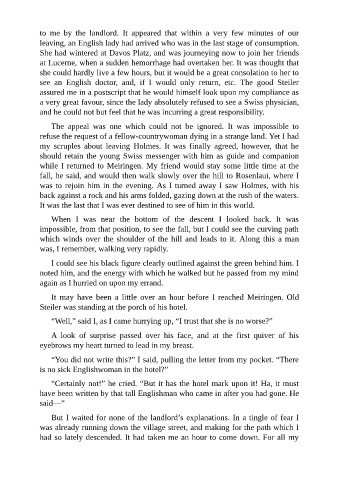 to me by the landlord. It appeared that within a very few minutes of our
leaving, an English lady had arrived who was in the last stage of consumption.
She had wintered at Davos Platz, and was journeying now to join her friends
at Lucerne, when a sudden hemorrhage had overtaken her. It was thought that
she could hardly live a few hours, but it would be a great consolation to her to
see an English doctor, and, if I would only return, etc. The good Steiler
assured me in a postscript that he would himself look upon my compliance as
a very great favour, since the lady absolutely refused to see a Swiss physician,
and he could not but feel that he was incurring a great responsibility.
The appeal was one which could not be ignored. It was impossible to
refuse the request of a fellow-countrywoman dying in a strange land. Yet I had
my scruples about leaving Holmes. It was finally agreed, however, that he
should retain the young Swiss messenger with him as guide and companion
while I returned to Meiringen. My friend would stay some little time at the
fall, he said, and would then walk slowly over the hill to Rosenlaui, where I
was to rejoin him in the evening. As I turned away I saw Holmes, with his
back against a rock and his arms folded, gazing down at the rush of the waters.
It was the last that I was ever destined to see of him in this world.
When I was near the bottom of the descent I looked back. It was
impossible, from that position, to see the fall, but I could see the curving path
which winds over the shoulder of the hill and leads to it. Along this a man
was, I remember, walking very rapidly.
I could see his black figure clearly outlined against the green behind him. I
noted him, and the energy with which he walked but he passed from my mind
again as I hurried on upon my errand.
It may have been a little over an hour before I reached Meiringen. Old
Steiler was standing at the porch of his hotel.
“Well,” said I, as I came hurrying up, “I trust that she is no worse?”
A look of surprise passed over his face, and at the first quiver of his
eyebrows my heart turned to lead in my breast.
“You did not write this?” I said, pulling the letter from my pocket. “There
is no sick Englishwoman in the hotel?”
“Certainly not!” he cried. “But it has the hotel mark upon it! Ha, it must
have been written by that tall Englishman who came in after you had gone. He
said—”
But I waited for none of the landlord’s explanations. In a tingle of fear I
was already running down the village street, and making for the path which I
had so lately descended. It had taken me an hour to come down. For all my